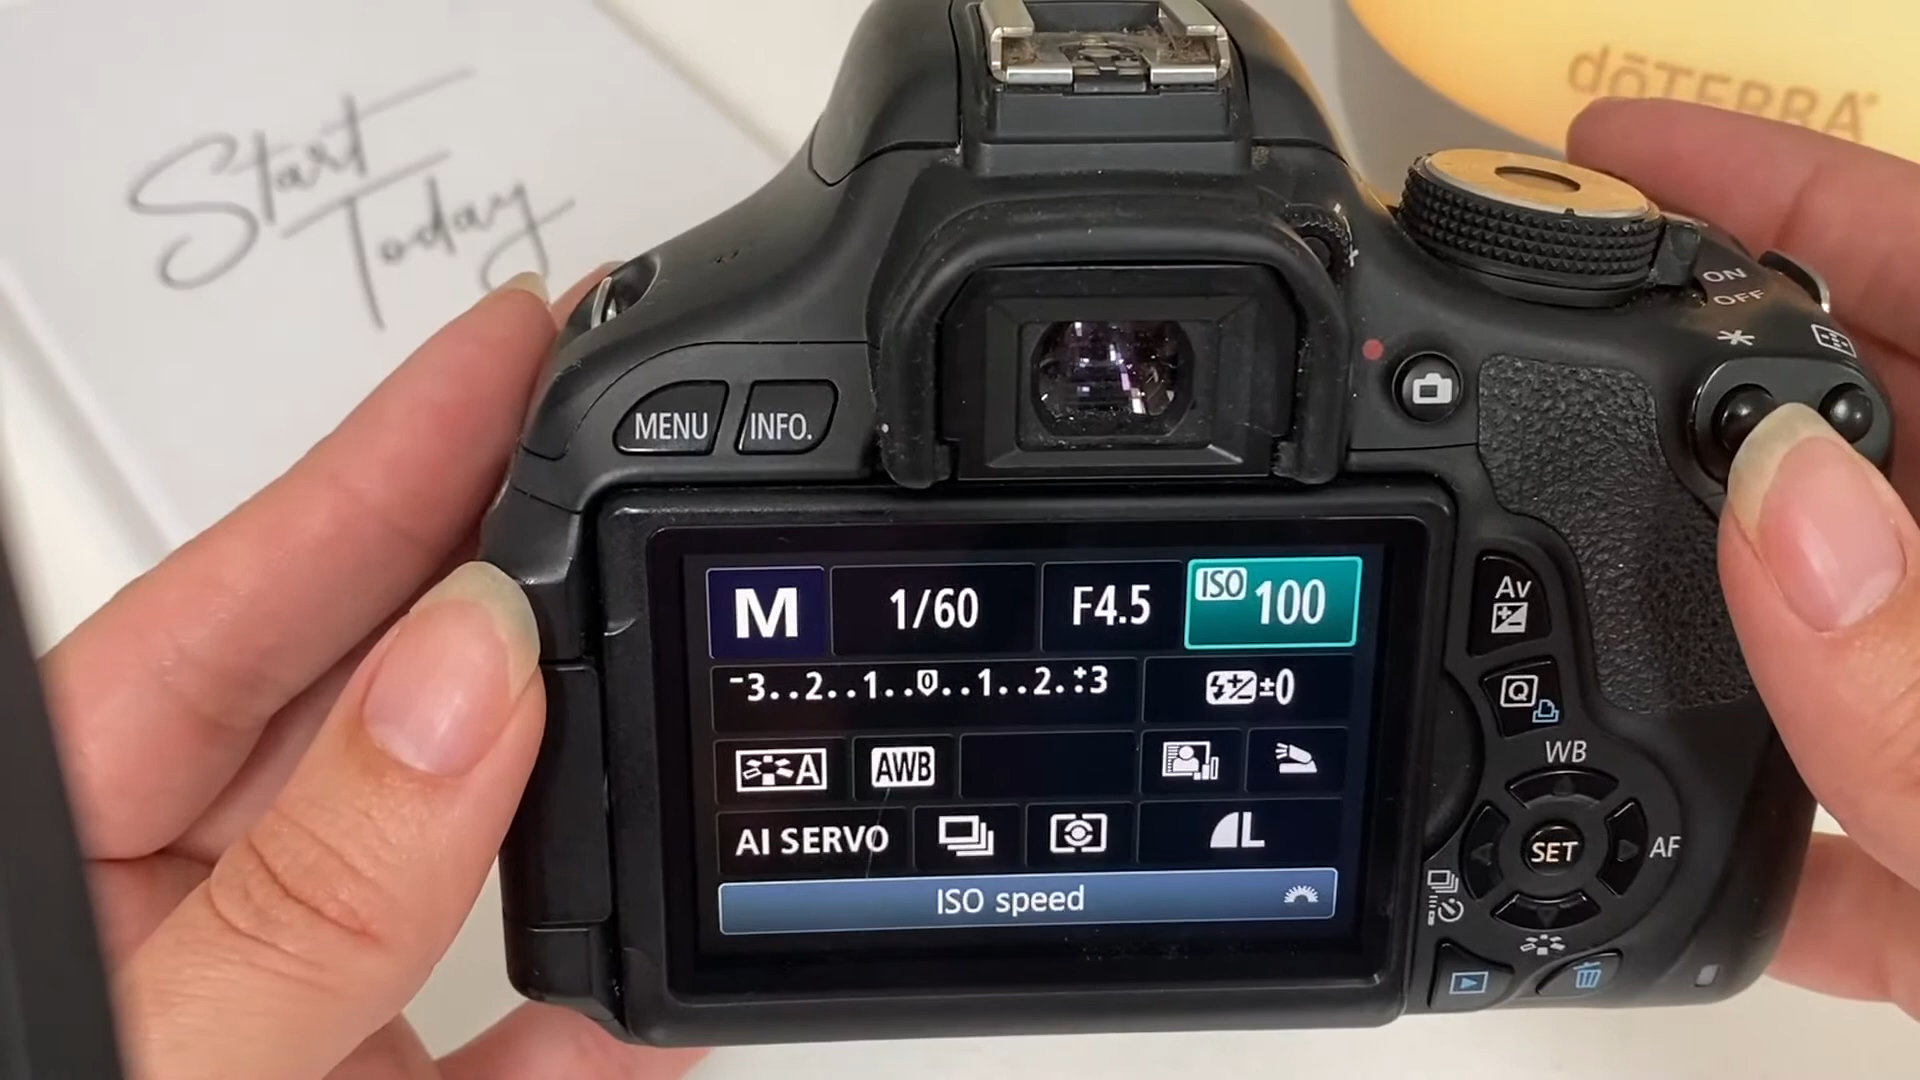 Start
Today
dōTERRA
ON
OFF
MENU
INFO.
M
1/60
F4.5
ISO 100
-3..2..1..0..1..2.:+3
±0
A
AWB
AI SERVO
L
ISO speed
Av
Q
WB
AF
SET